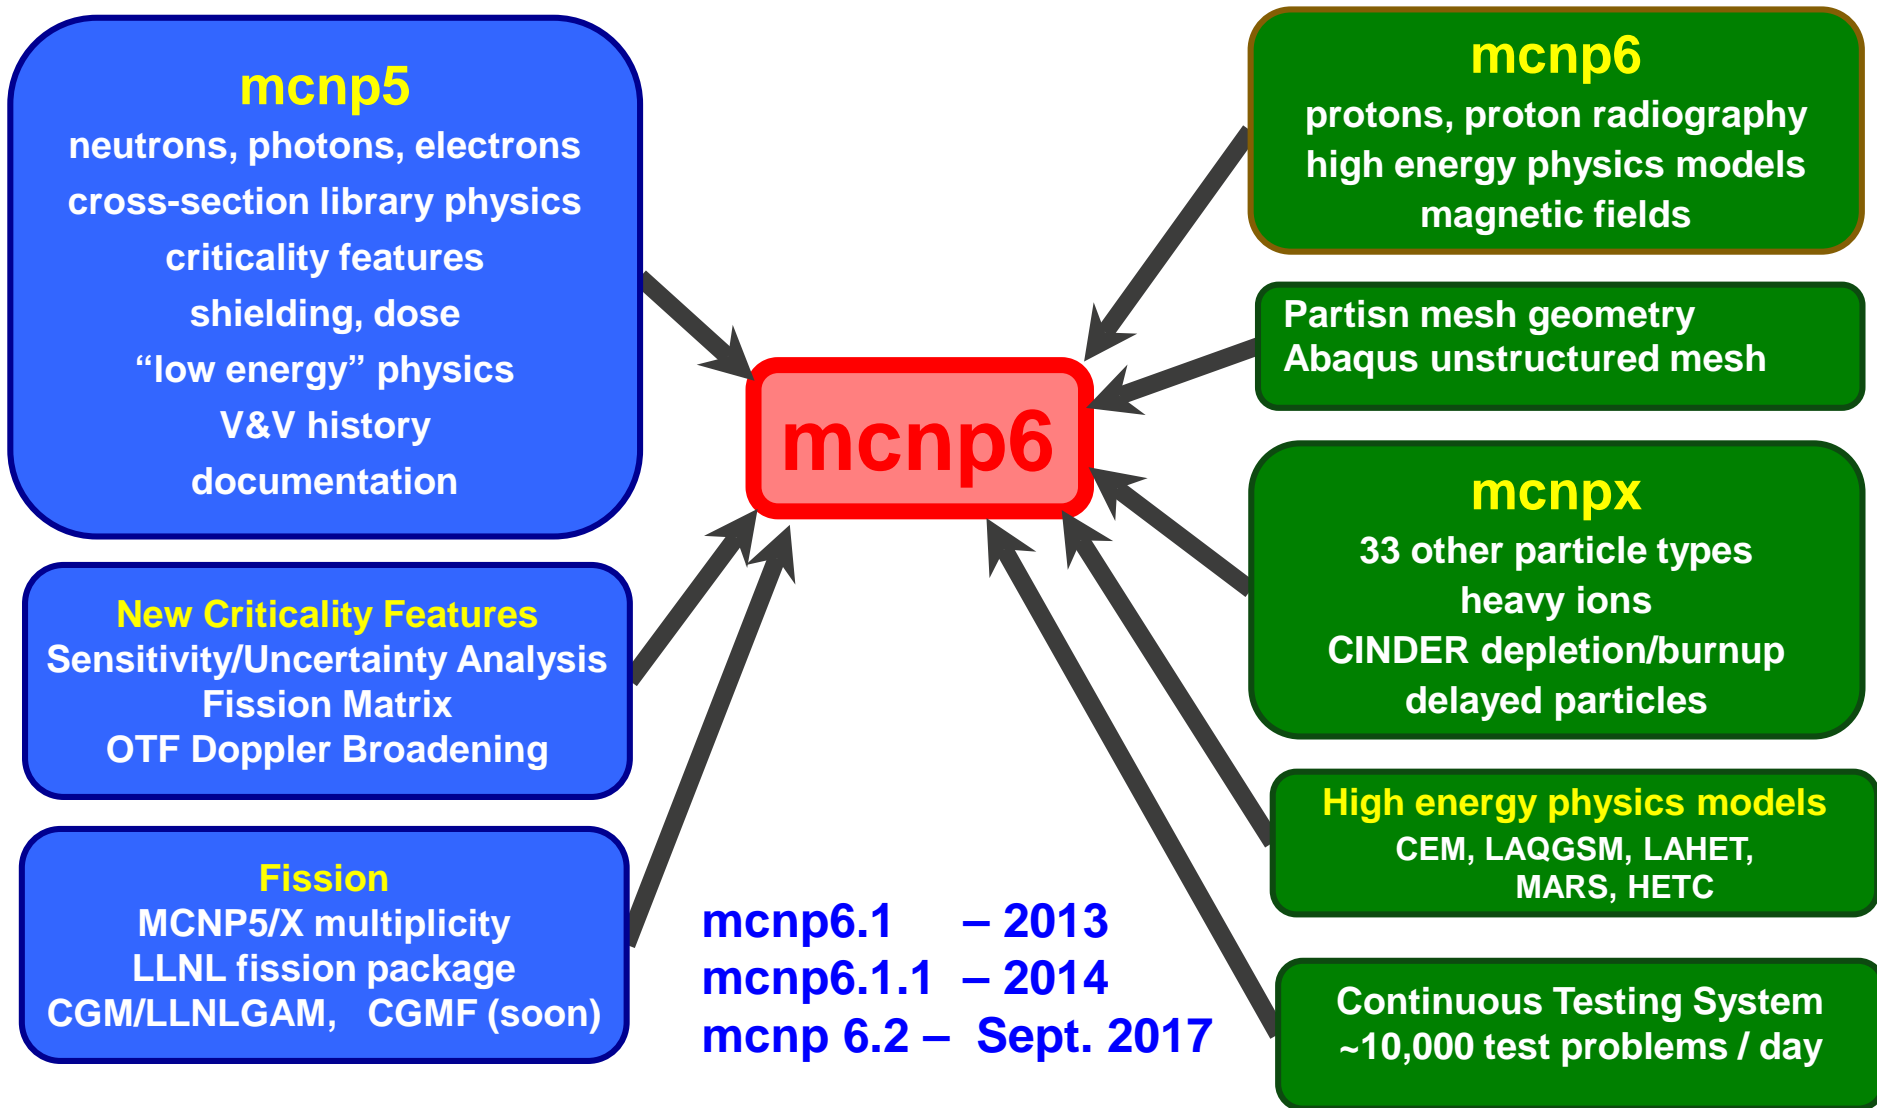 mcnp5
neutrons, photons, electrons
cross-section library physics
criticality features
shielding, dose
“low energy” physics
V&V history
documentation
New Criticality Features
Sensitivity/Uncertainty Analysis
Fission Matrix
OTF Doppler Broadening
Fission
MCNP5/X multiplicity
LLNL fission package
CGM/LLNLGAM, CGMF (soon)
mcnp6
mcnp6.1 – 2013
mcnp6.1.1 – 2014
mcnp 6.2 – Sept. 2017
mcnp6
protons, proton radiography
high energy physics models
magnetic fields
Partisn mesh geometry
Abaqus unstructured mesh
mcnpx
33 other particle types
heavy ions
CINDER depletion/burnup
delayed particles
High energy physics models
CEM, LAQGSM, LAHET,
MARS, HETC
Continuous Testing System
~10,000 test problems / day